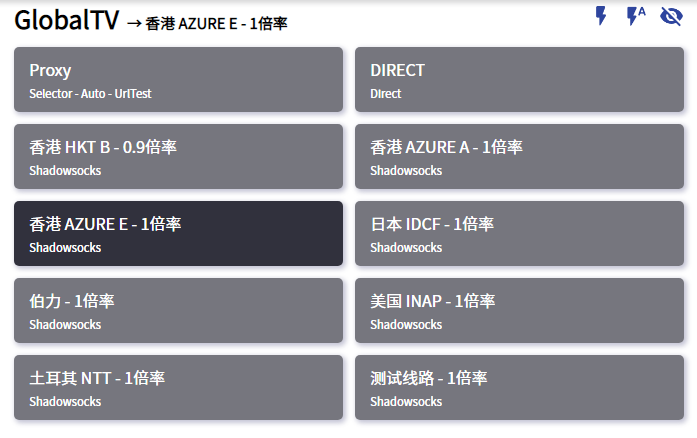 GlobalTV → 香港 AZURE E - 1倍率
A
Proxy
Selector - Auto - UrlTest
DIRECT
Direct
香港 HKT B - 0.9倍率
Shadowsocks
香港 AZURE A - 1倍率
Shadowsocks
香港 AZURE E - 1倍率
Shadowsocks
日本 IDCF - 1倍率
Shadowsocks
伯力 - 1倍率
Shadowsocks
美国 INAP - 1倍率
Shadowsocks
土耳其 NTT - 1倍率
Shadowsocks
测试线路 - 1倍率
Shadowsocks